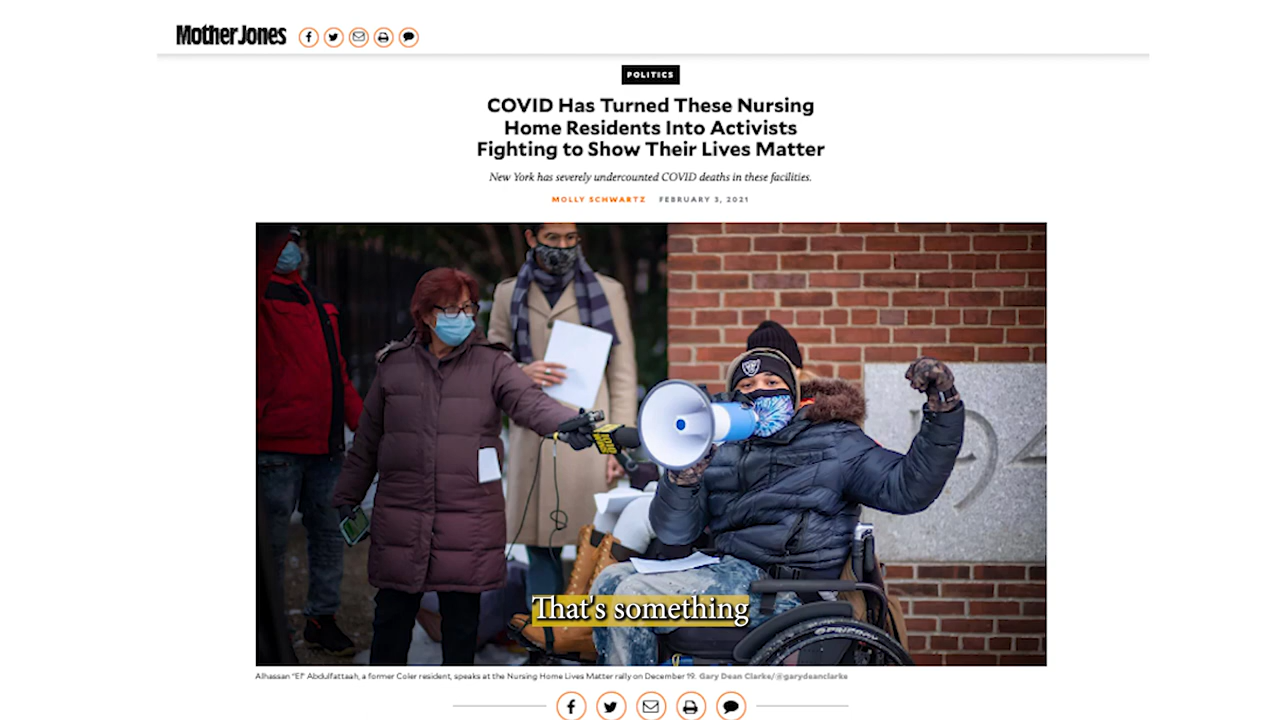 Mother Jones
POLITICS
COVID Has Turned These Nursing
Home Residents Into Activists
Fighting to Show Their Lives Matter
New York has severely undercounted COVID deaths in these facilities.
MOLLY SCHWARTZ FEBRUARY 3, 2021
194
That's something
Alhassan "El" Abdulfattaah, a former Coler resident, speaks at the Nursing Home Lives Matter rally on December 19. Gary Dean Clarke/@garydeanclarke